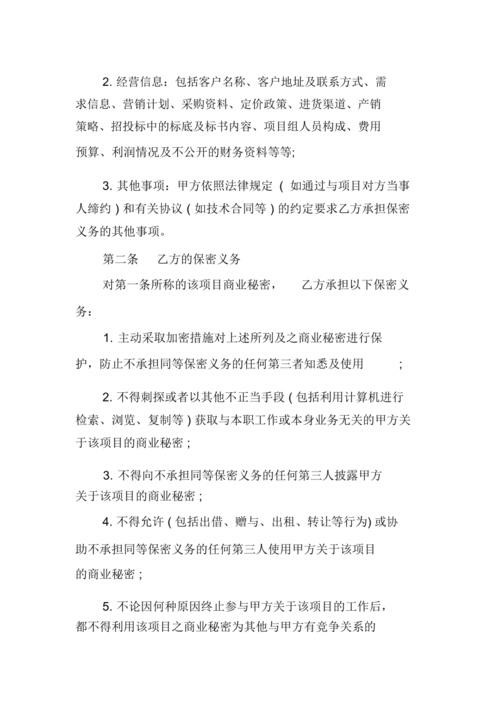 2. 经营信息：包括客户名称、客户地址及联系方式、需
求信息、营销计划、采购资料、定价政策、进货渠道、产销
策略、招投标中的标底及标书内容、项目组人员构成、费用
预算、利润情况及不公开的财务资料等等;
3. 其他事项：甲方依照法律规定 ( 如通过与项目对方当事
人缔约 ) 和有关协议 ( 如技术合同等 ) 的约定要求乙方承担保密
义务的其他事项。
第二条 乙方的保密义务
对第一条所称的该项目商业秘密， 乙方承担以下保密义
务：
1. 主动采取加密措施对上述所列及之商业秘密进行保
护，防止不承担同等保密义务的任何第三者知悉及使用 ;
2. 不得刺探或者以其他不正当手段 ( 包括利用计算机进行
检索、浏览、复制等 ) 获取与本职工作或本身业务无关的甲方关
于该项目的商业秘密 ;
3. 不得向不承担同等保密义务的任何第三人披露甲方
关于该项目的商业秘密 ;
4. 不得允许 ( 包括出借、赠与、出租、转让等行为) 或协
助不承担同等保密义务的任何第三人使用甲方关于该项目
的商业秘密 ;
5. 不论因何种原因终止参与甲方关于该项目的工作后，
都不得利用该项目之商业秘密为其他与甲方有竞争关系的